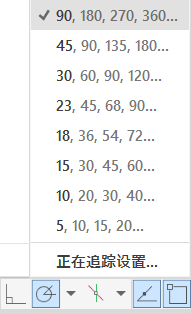 90, 180, 270, 360...
45, 90, 135, 180...
30, 60, 90, 120...
23, 45, 68, 90...
18, 36, 54, 72...
15, 30, 45, 60...
10, 20, 30, 40...
5, 10, 15, 20...
正在追踪设置...